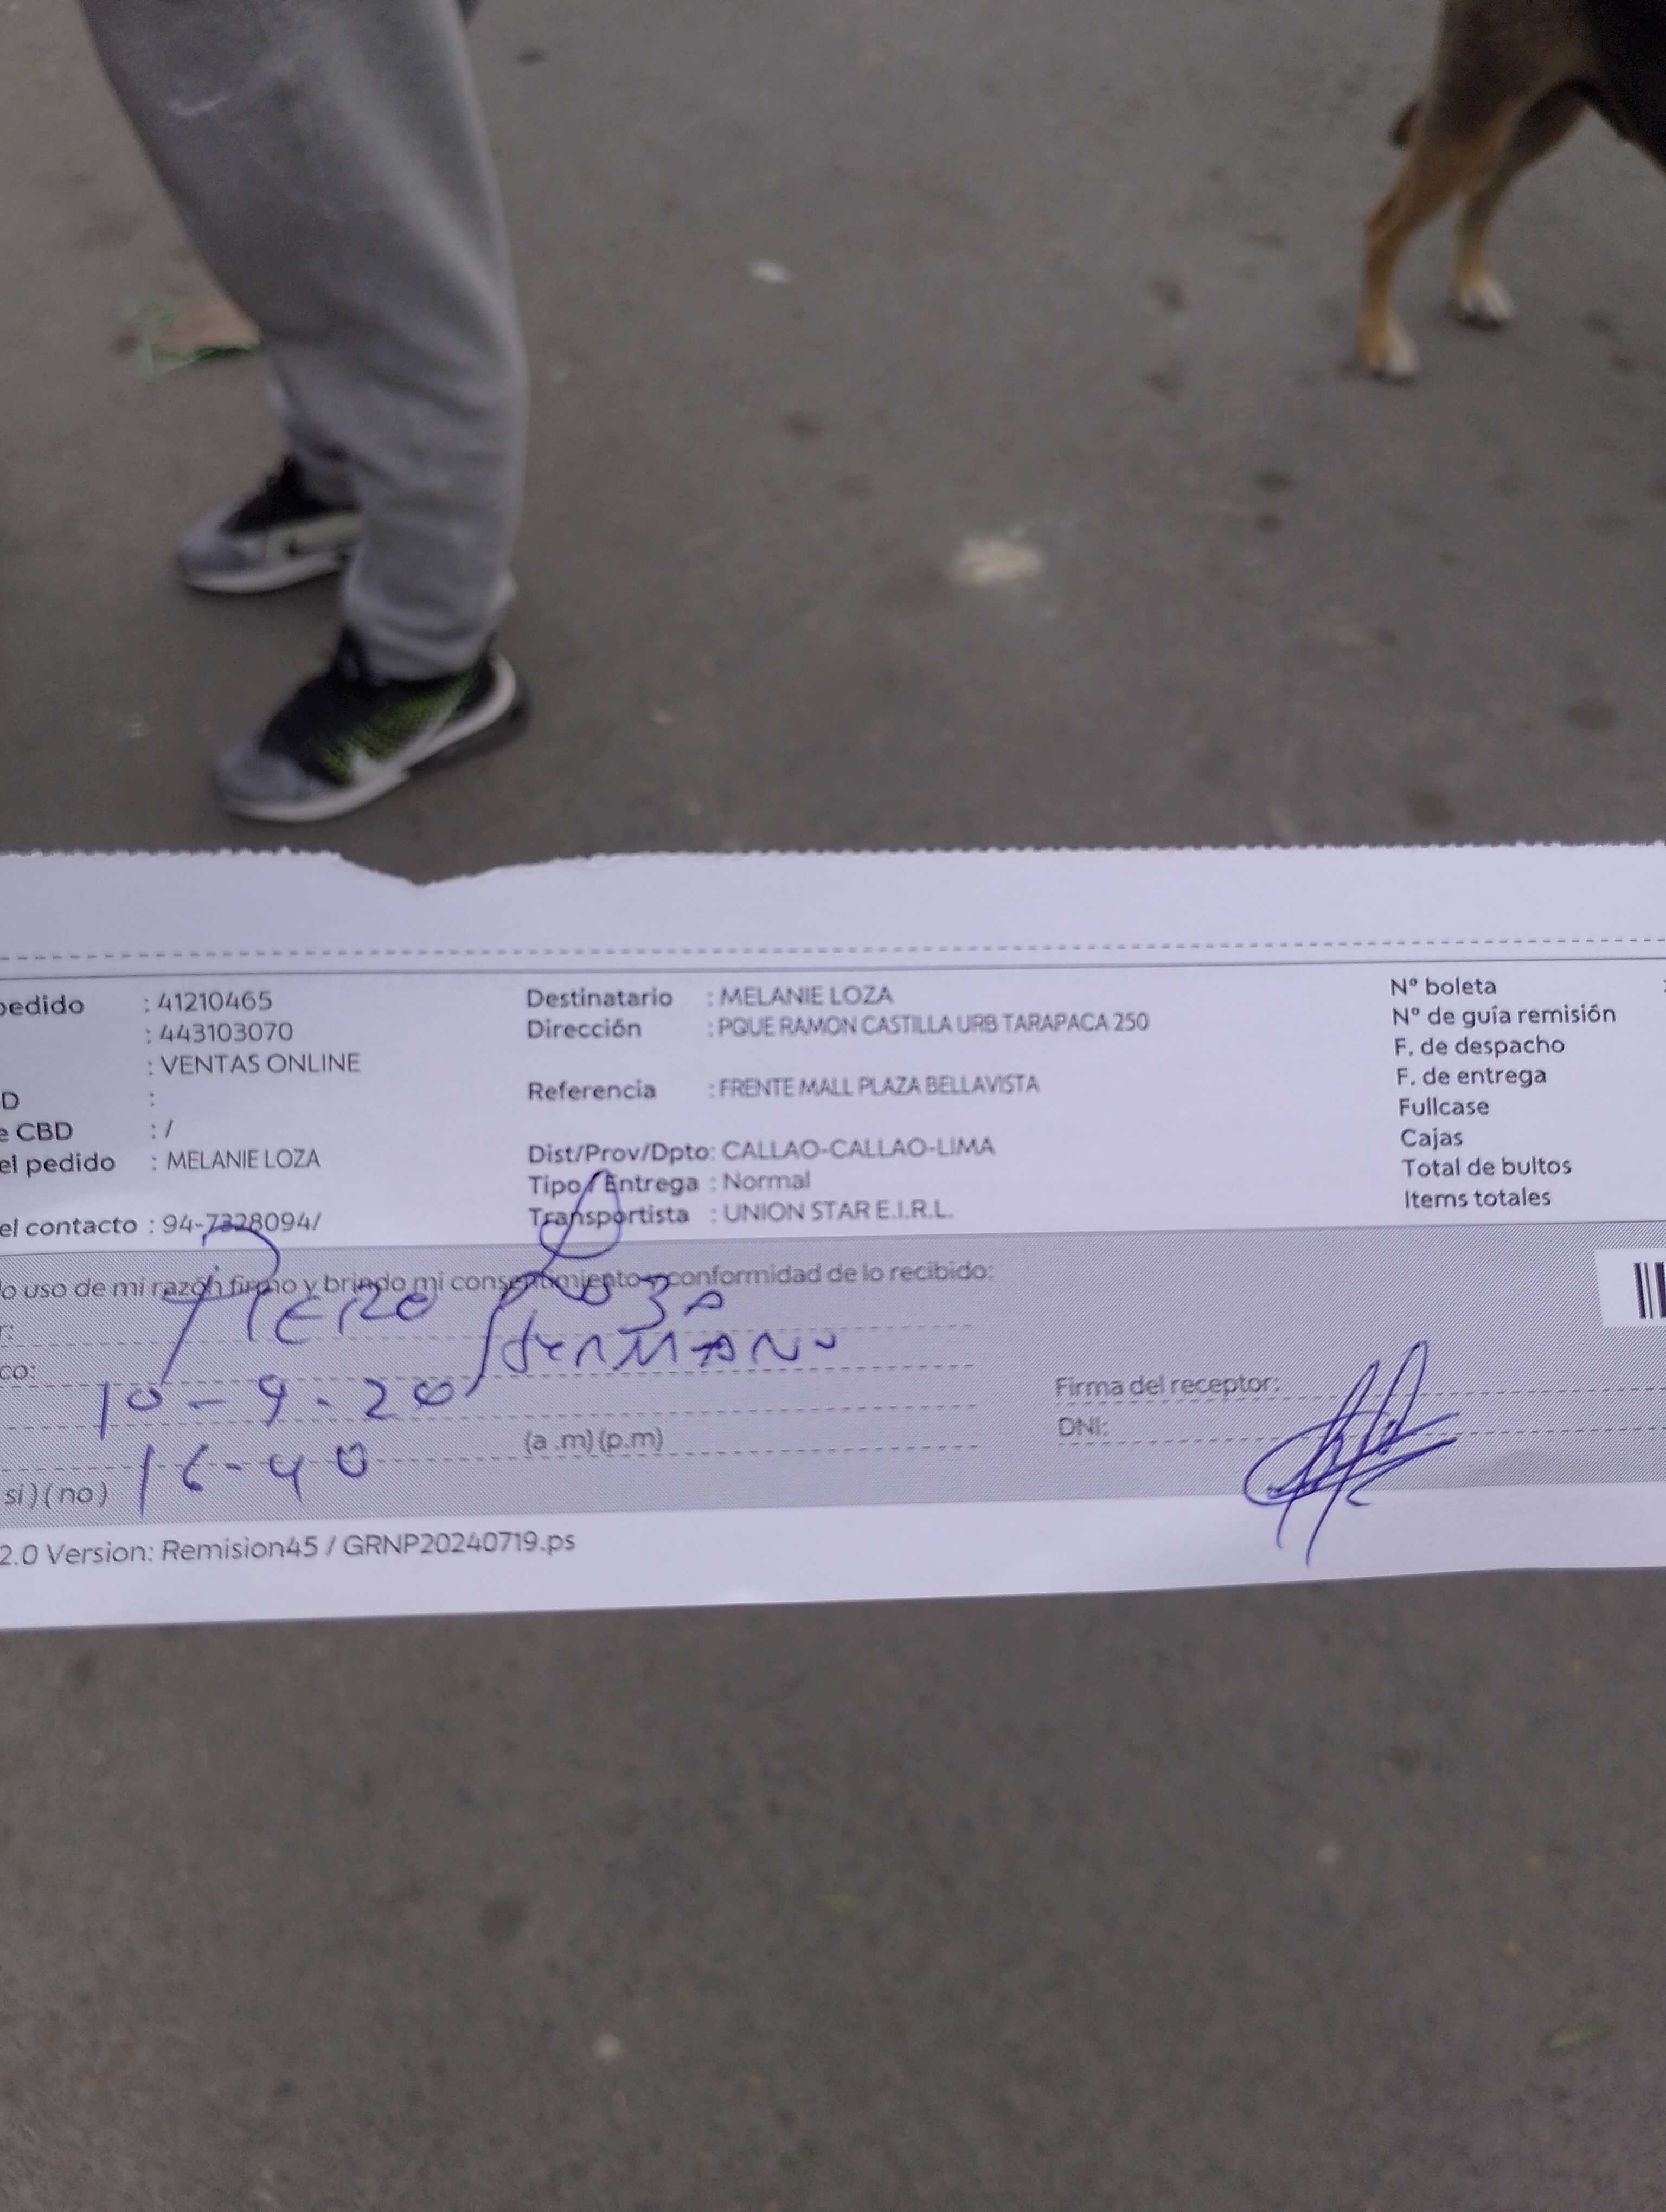 pedido : 41210465
: 443103070
: VENTAS ONLINE
D :
e CBD : /
el pedido : MELANIE LOZA
el contacto : 94-7328094/
Destinatario : MELANIE LOZA
Dirección : PQUE RAMON CASTILLA URB TARAPACA 250
Referencia : FRENTE MALL PLAZA BELLAVISTA
Dist/Prov/Dpto: CALLAO-CALLAO-LIMA
Tipo / Entrega : Normal
Transportista : UNION STAR E.I.R.L.
Nº boleta
Nº de guía remisión
F. de despacho
F. de entrega
Fullcase
Cajas
Total de bultos
Items totales
o uso de mi razón firmo y brindo mi consentimiento y conformidad de lo recibido:
r: PIERO LOZA
co: HERMANO
10-9-20
16-40 (a .m) (p.m)
si) ( no )
Firma del receptor:
DNI:
2.0 Version: Remision45 / GRNP20240719.ps